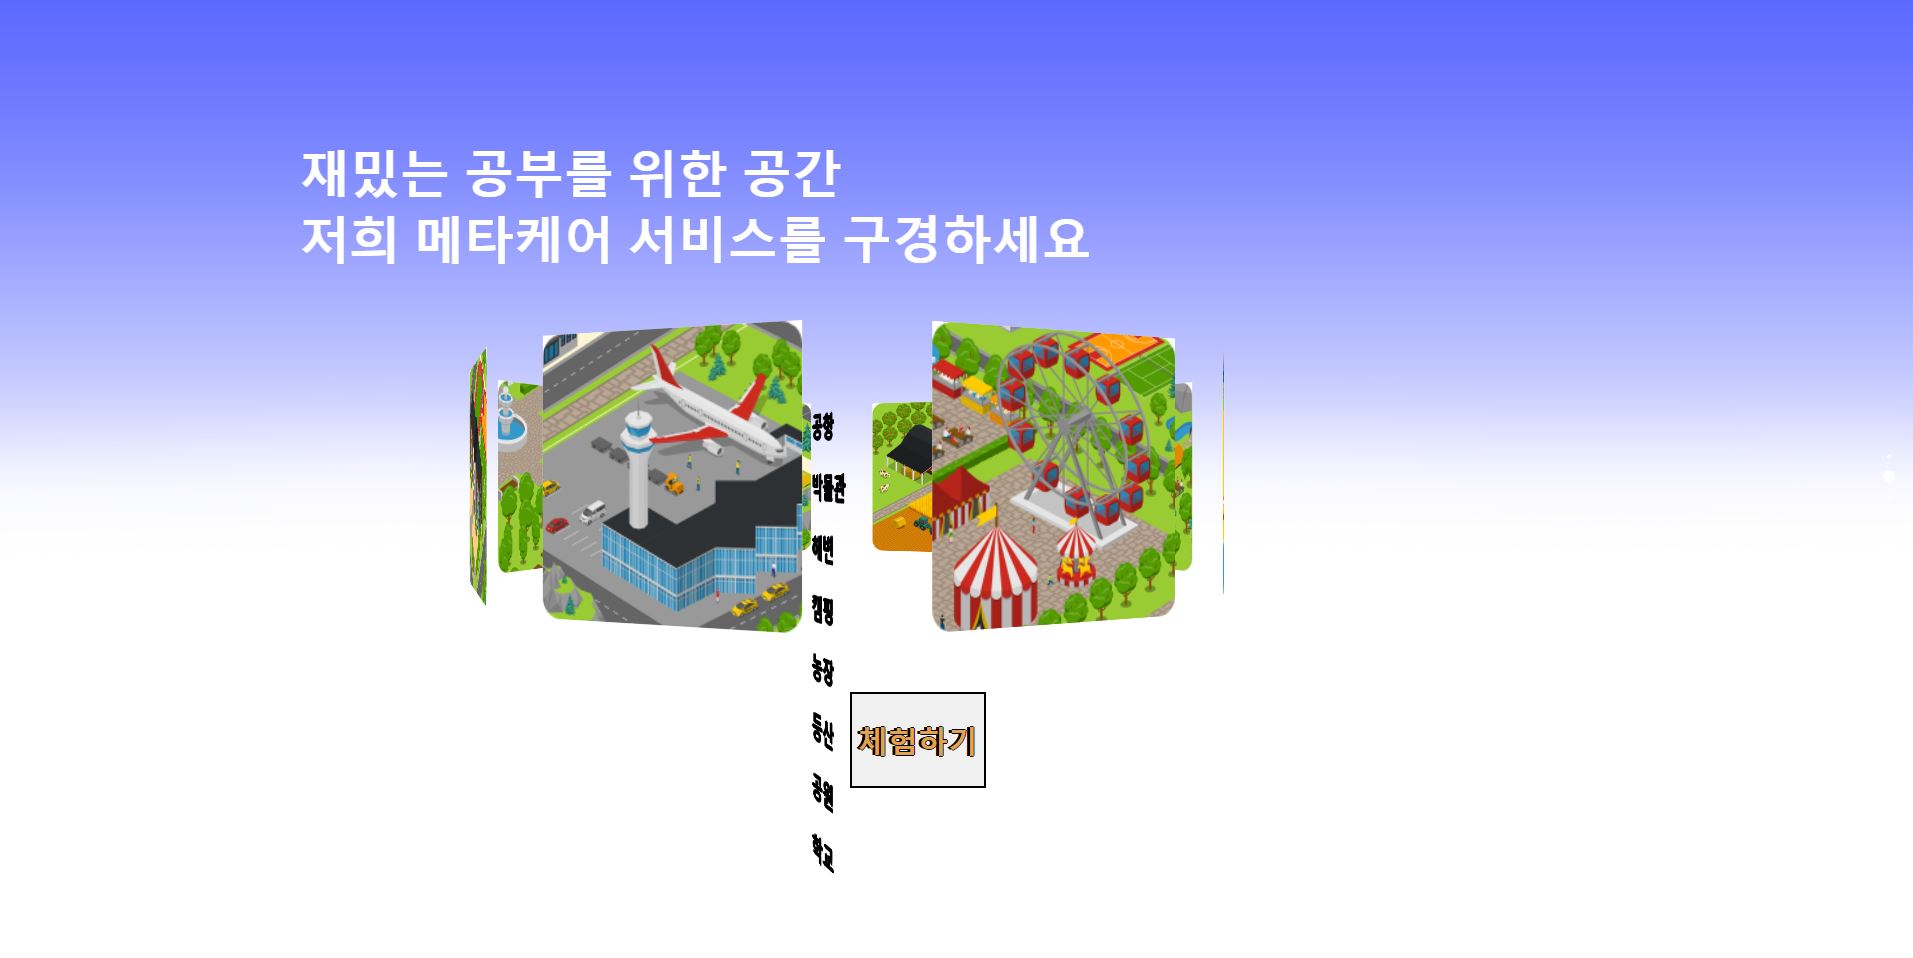 재밌는 공부를 위한 공간
저희 메타케어 서비스를 구경하세요
공항
박물관
해변
캠핑
농장
등산
공원
학교
체험하기